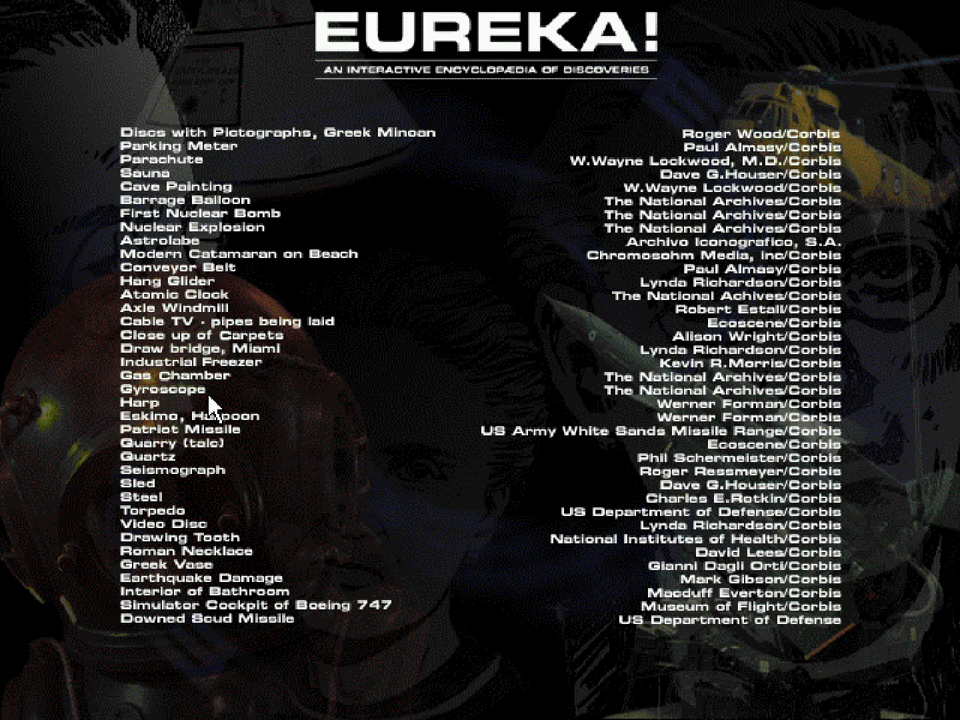 EUREKA!
AN INTERACTIVE ENCYCLOPÆDIA OF DISCOVERIES
Discs with Pictographs, Greek Minoan Roger Wood/Corbis
Parking Meter Paul Almasy/Corbis
Parachute W.Wayne Lockwood, M.D./Corbis
Sauna Dave G.Houser/Corbis
Cave Painting W.Wayne Lockwood/Corbis
Barrage Balloon The National Archives/Corbis
First Nuclear Bomb The National Archives/Corbis
Nuclear Explosion The National Archives/Corbis
Astrolabe Archivo Iconografico, S.A.
Modern Catamaran on Beach Chromosohm Media, Inc/Corbis
Conveyor Belt Paul Almasy/Corbis
Hang Glider Lynda Richardson/Corbis
Atomic Clock The National Achives/Corbis
Axle Windmill Robert Estall/Corbis
Cable TV - pipes being laid Ecoscene/Corbis
Close up of Carpets Alison Wright/Corbis
Draw bridge, Miami Lynda Richardson/Corbis
Industrial Freezer Kevin R.Morris/Corbis
Gas Chamber The National Archives/Corbis
Gyroscope The National Archives/Corbis
Harp Werner Forman/Corbis
Eskimo, Harpoon Werner Forman/Corbis
Patriot Missile US Army White Sands Missile Range/Corbis
Quarry (talc) Ecoscene/Corbis
Quartz Phil Schermeister/Corbis
Seismograph Roger Ressmeyer/Corbis
Sled Dave G.Houser/Corbis
Steel Charles E.Rotkin/Corbis
Torpedo US Department of Defense/Corbis
Video Disc Lynda Richardson/Corbis
Drawing Tooth National Institutes of Health/Corbis
Roman Necklace David Lees/Corbis
Greek Vase Gianni Dagli Orti/Corbis
Earthquake Damage Mark Gibson/Corbis
Interior of Bathroom Macduff Everton/Corbis
Simulator Cockpit of Boeing 747 Museum of Flight/Corbis
Downed Scud Missile US Department of Defense